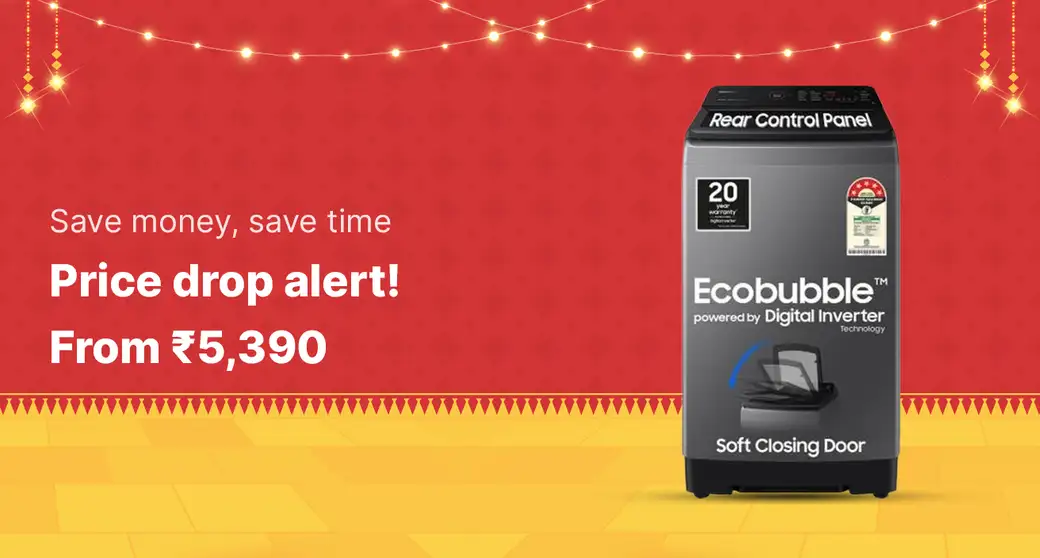 Save money, save time
Price drop alert!
From ₹5,390
Rear Control Panel
20
year
warranty
Ecobubble™
powered by Digital Inverter
Technology
Soft Closing Door